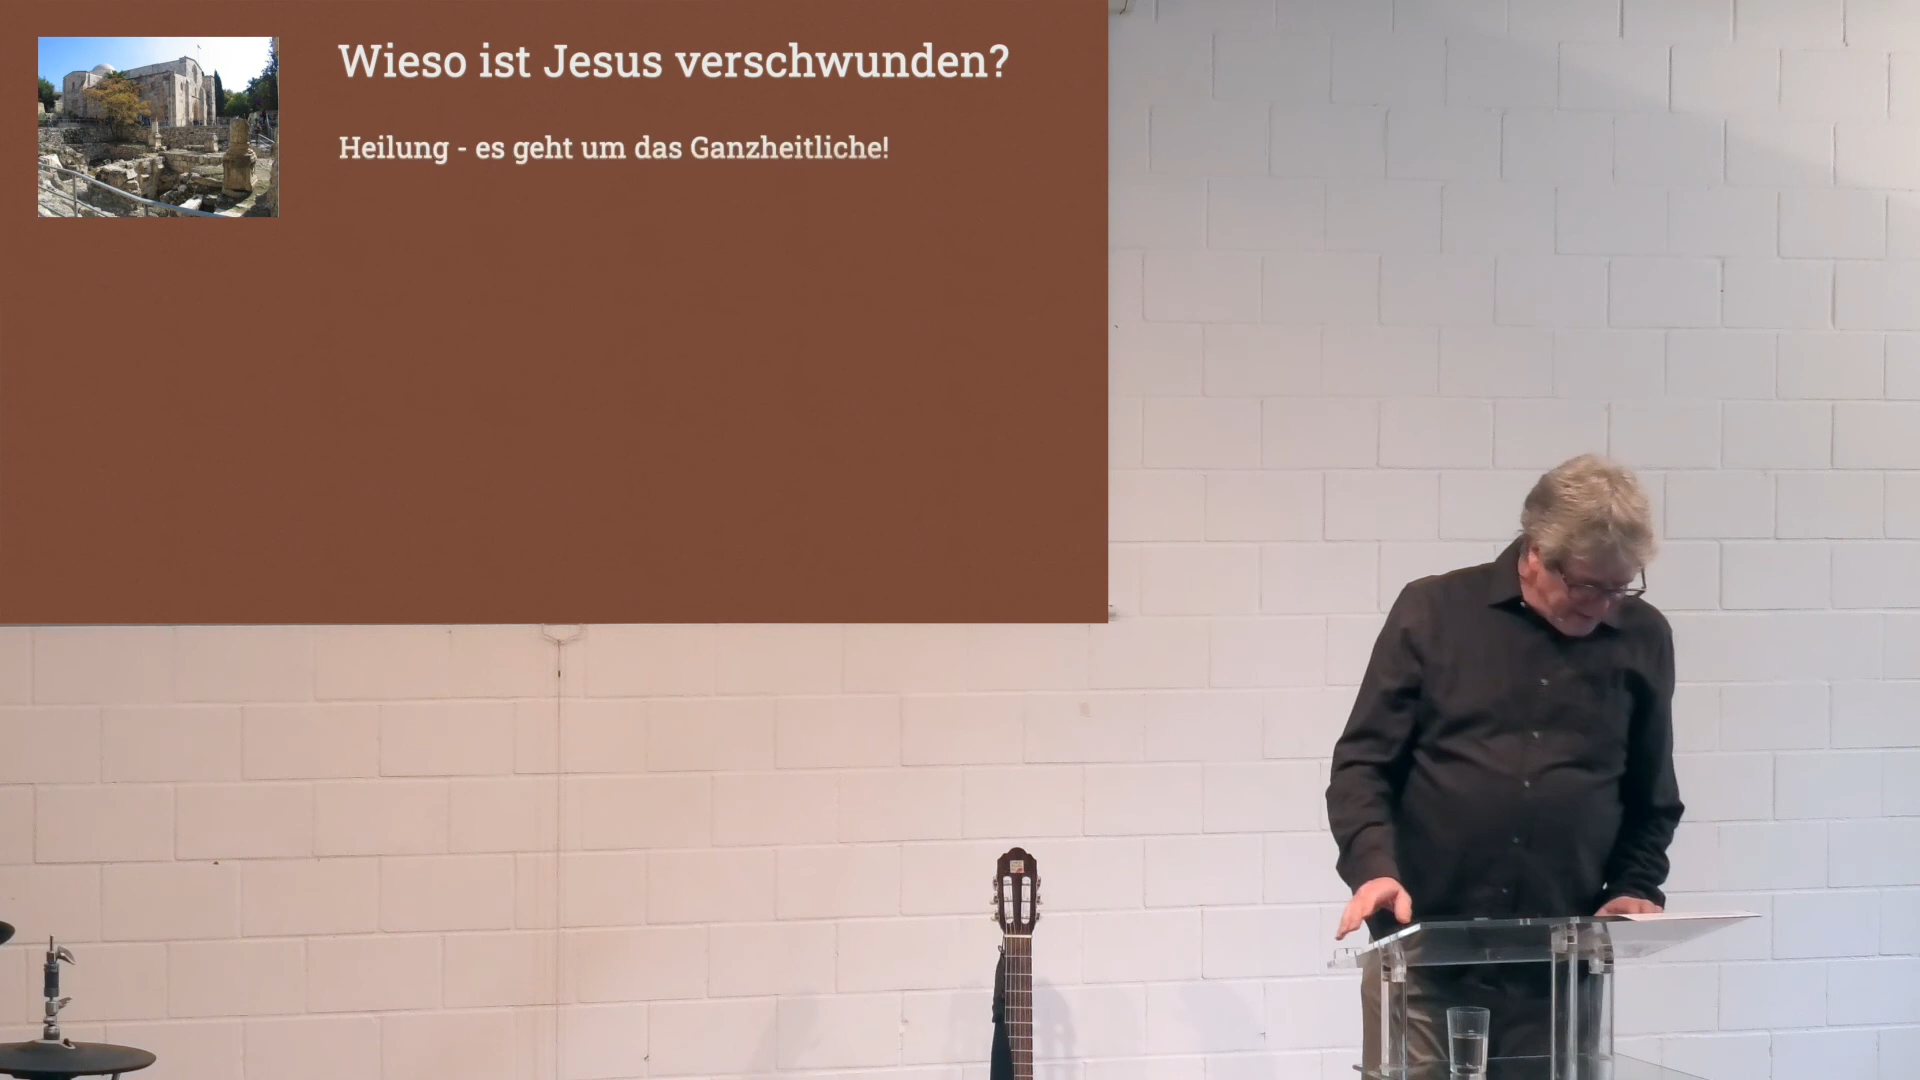 Wieso ist Jesus verschwunden?
Heilung - es geht um das Ganzheitliche!